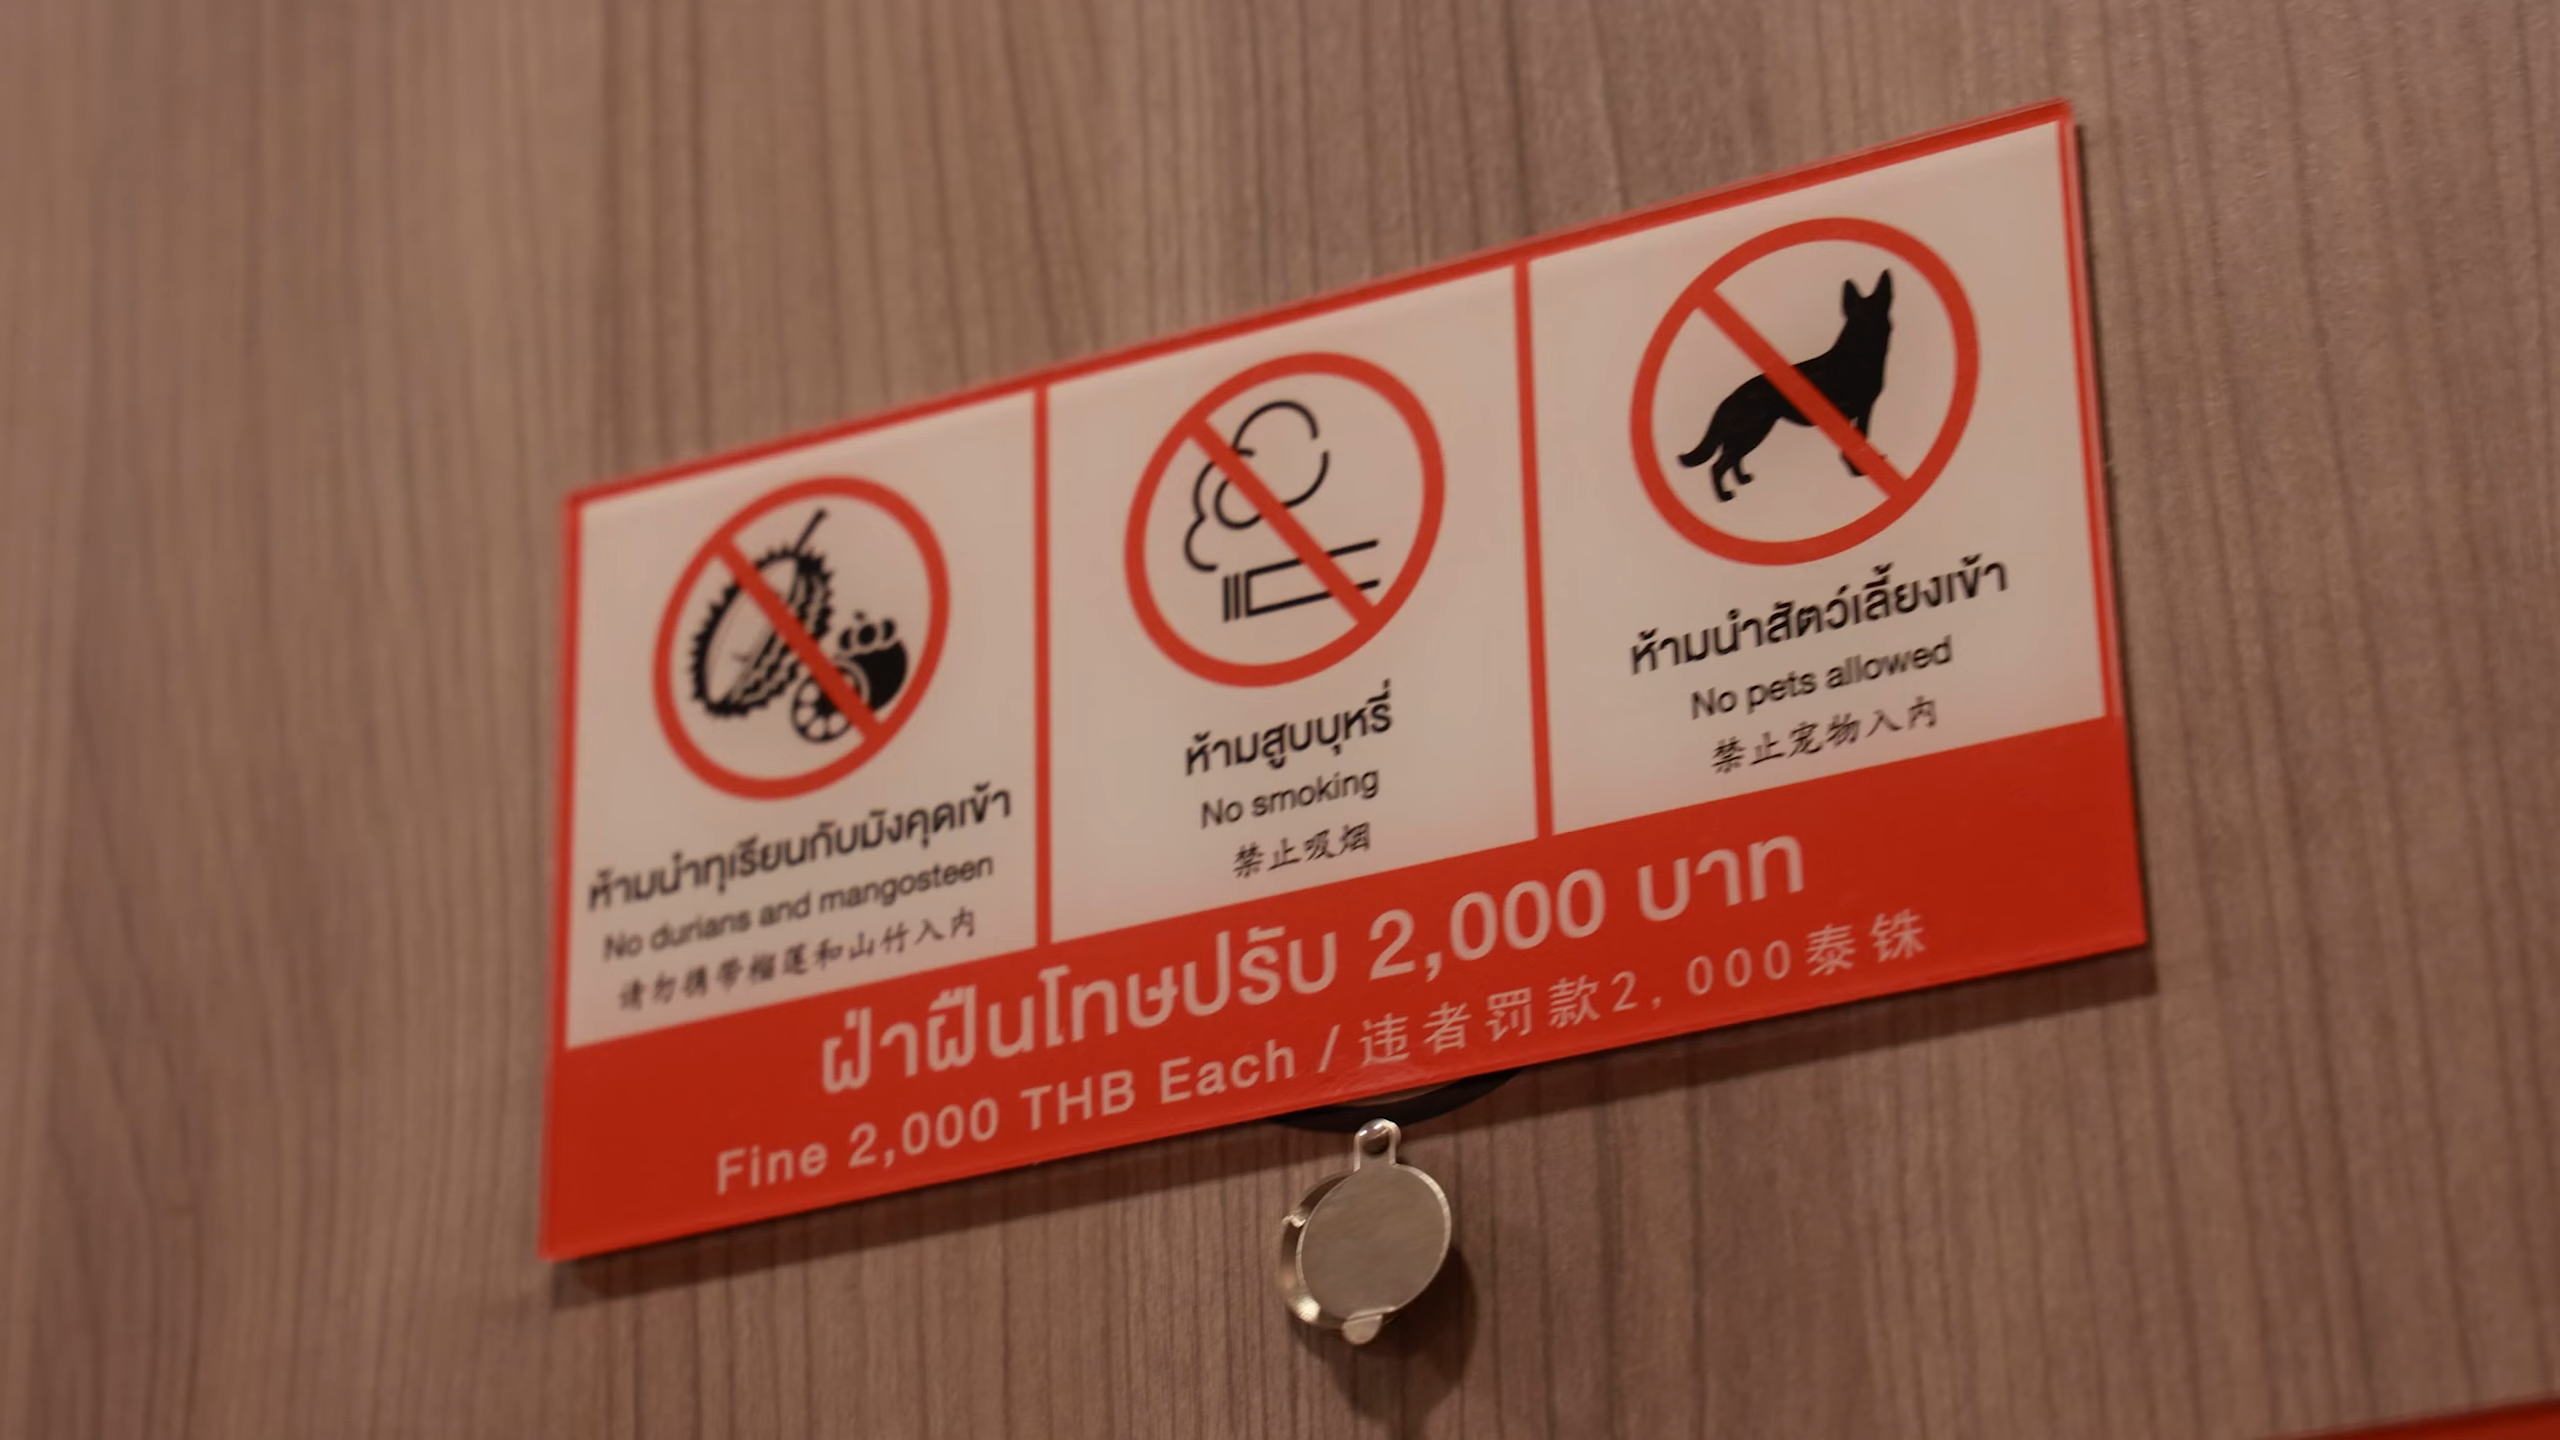 ห้ามนำทุเรียนกับมังคุดเข้า
No durians and mangosteen
请勿携带榴莲和山竹入内
ห้ามสูบบุหรี่
No smoking
禁止吸烟
ห้ามนำสัตว์เลี้ยงเข้า
No pets allowed
禁止宠物入内
ฝ่าฝืนโทษปรับ 2,000 บาท
Fine 2,000 THB Each / 违者罚款2, 000泰铢